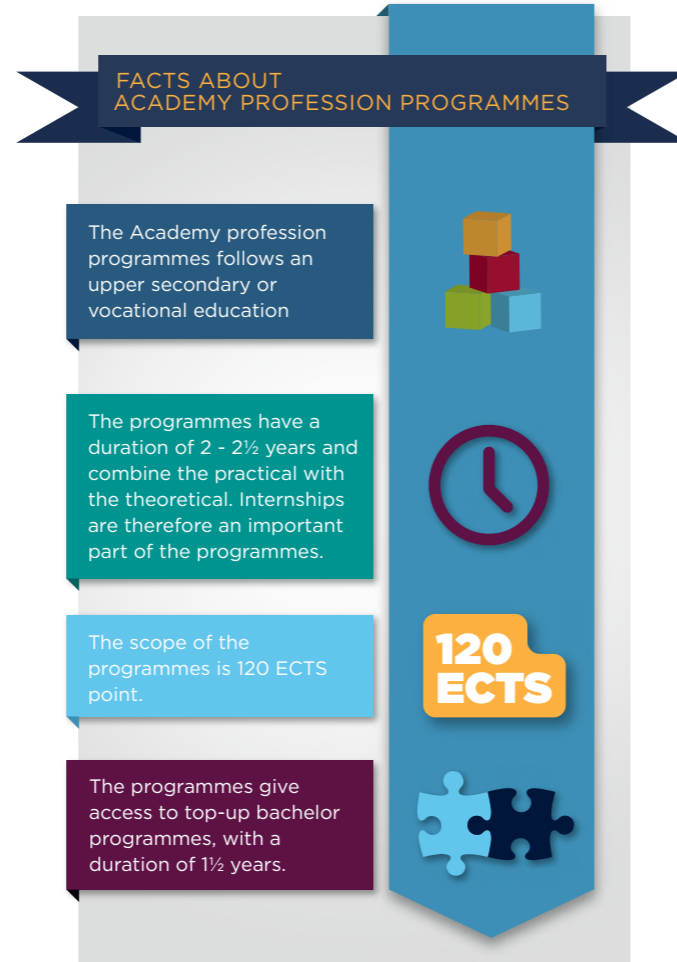 FACTS ABOUT
ACADEMY PROFESSION PROGRAMMES
The Academy profession
programmes follows an
upper secondary or
vocational education
The programmes have a
duration of 2 - 2½ years and
combine the practical with
the theoretical. Internships
are therefore an important
part of the programmes.
The scope of the
programmes is 120 ECTS
point.
120
ECTS
The programmes give
access to top-up bachelor
programmes, with a
duration of 1½ years.